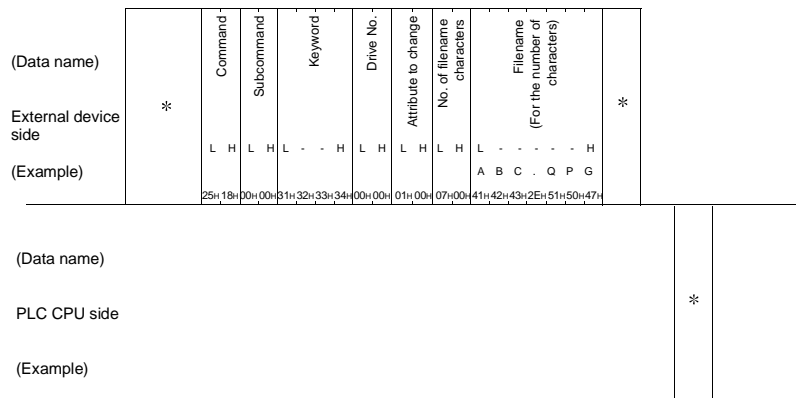 (Data name)
External device
side
(Example)
*
Command
Subcommand
Keyword
Drive No.
Attribute to change
No. of filename
characters
Filename
(For the number of
characters)
*
L H L H L - - H L H L H L H L - - - - - H
A B C . Q P G
25H 18H 00H 00H 31H 32H 33H 34H 00H 00H 01H 00H 07H 00H 41H 42H 43H 2EH 51H 50H 47H
(Data name)
PLC CPU side
*
(Example)